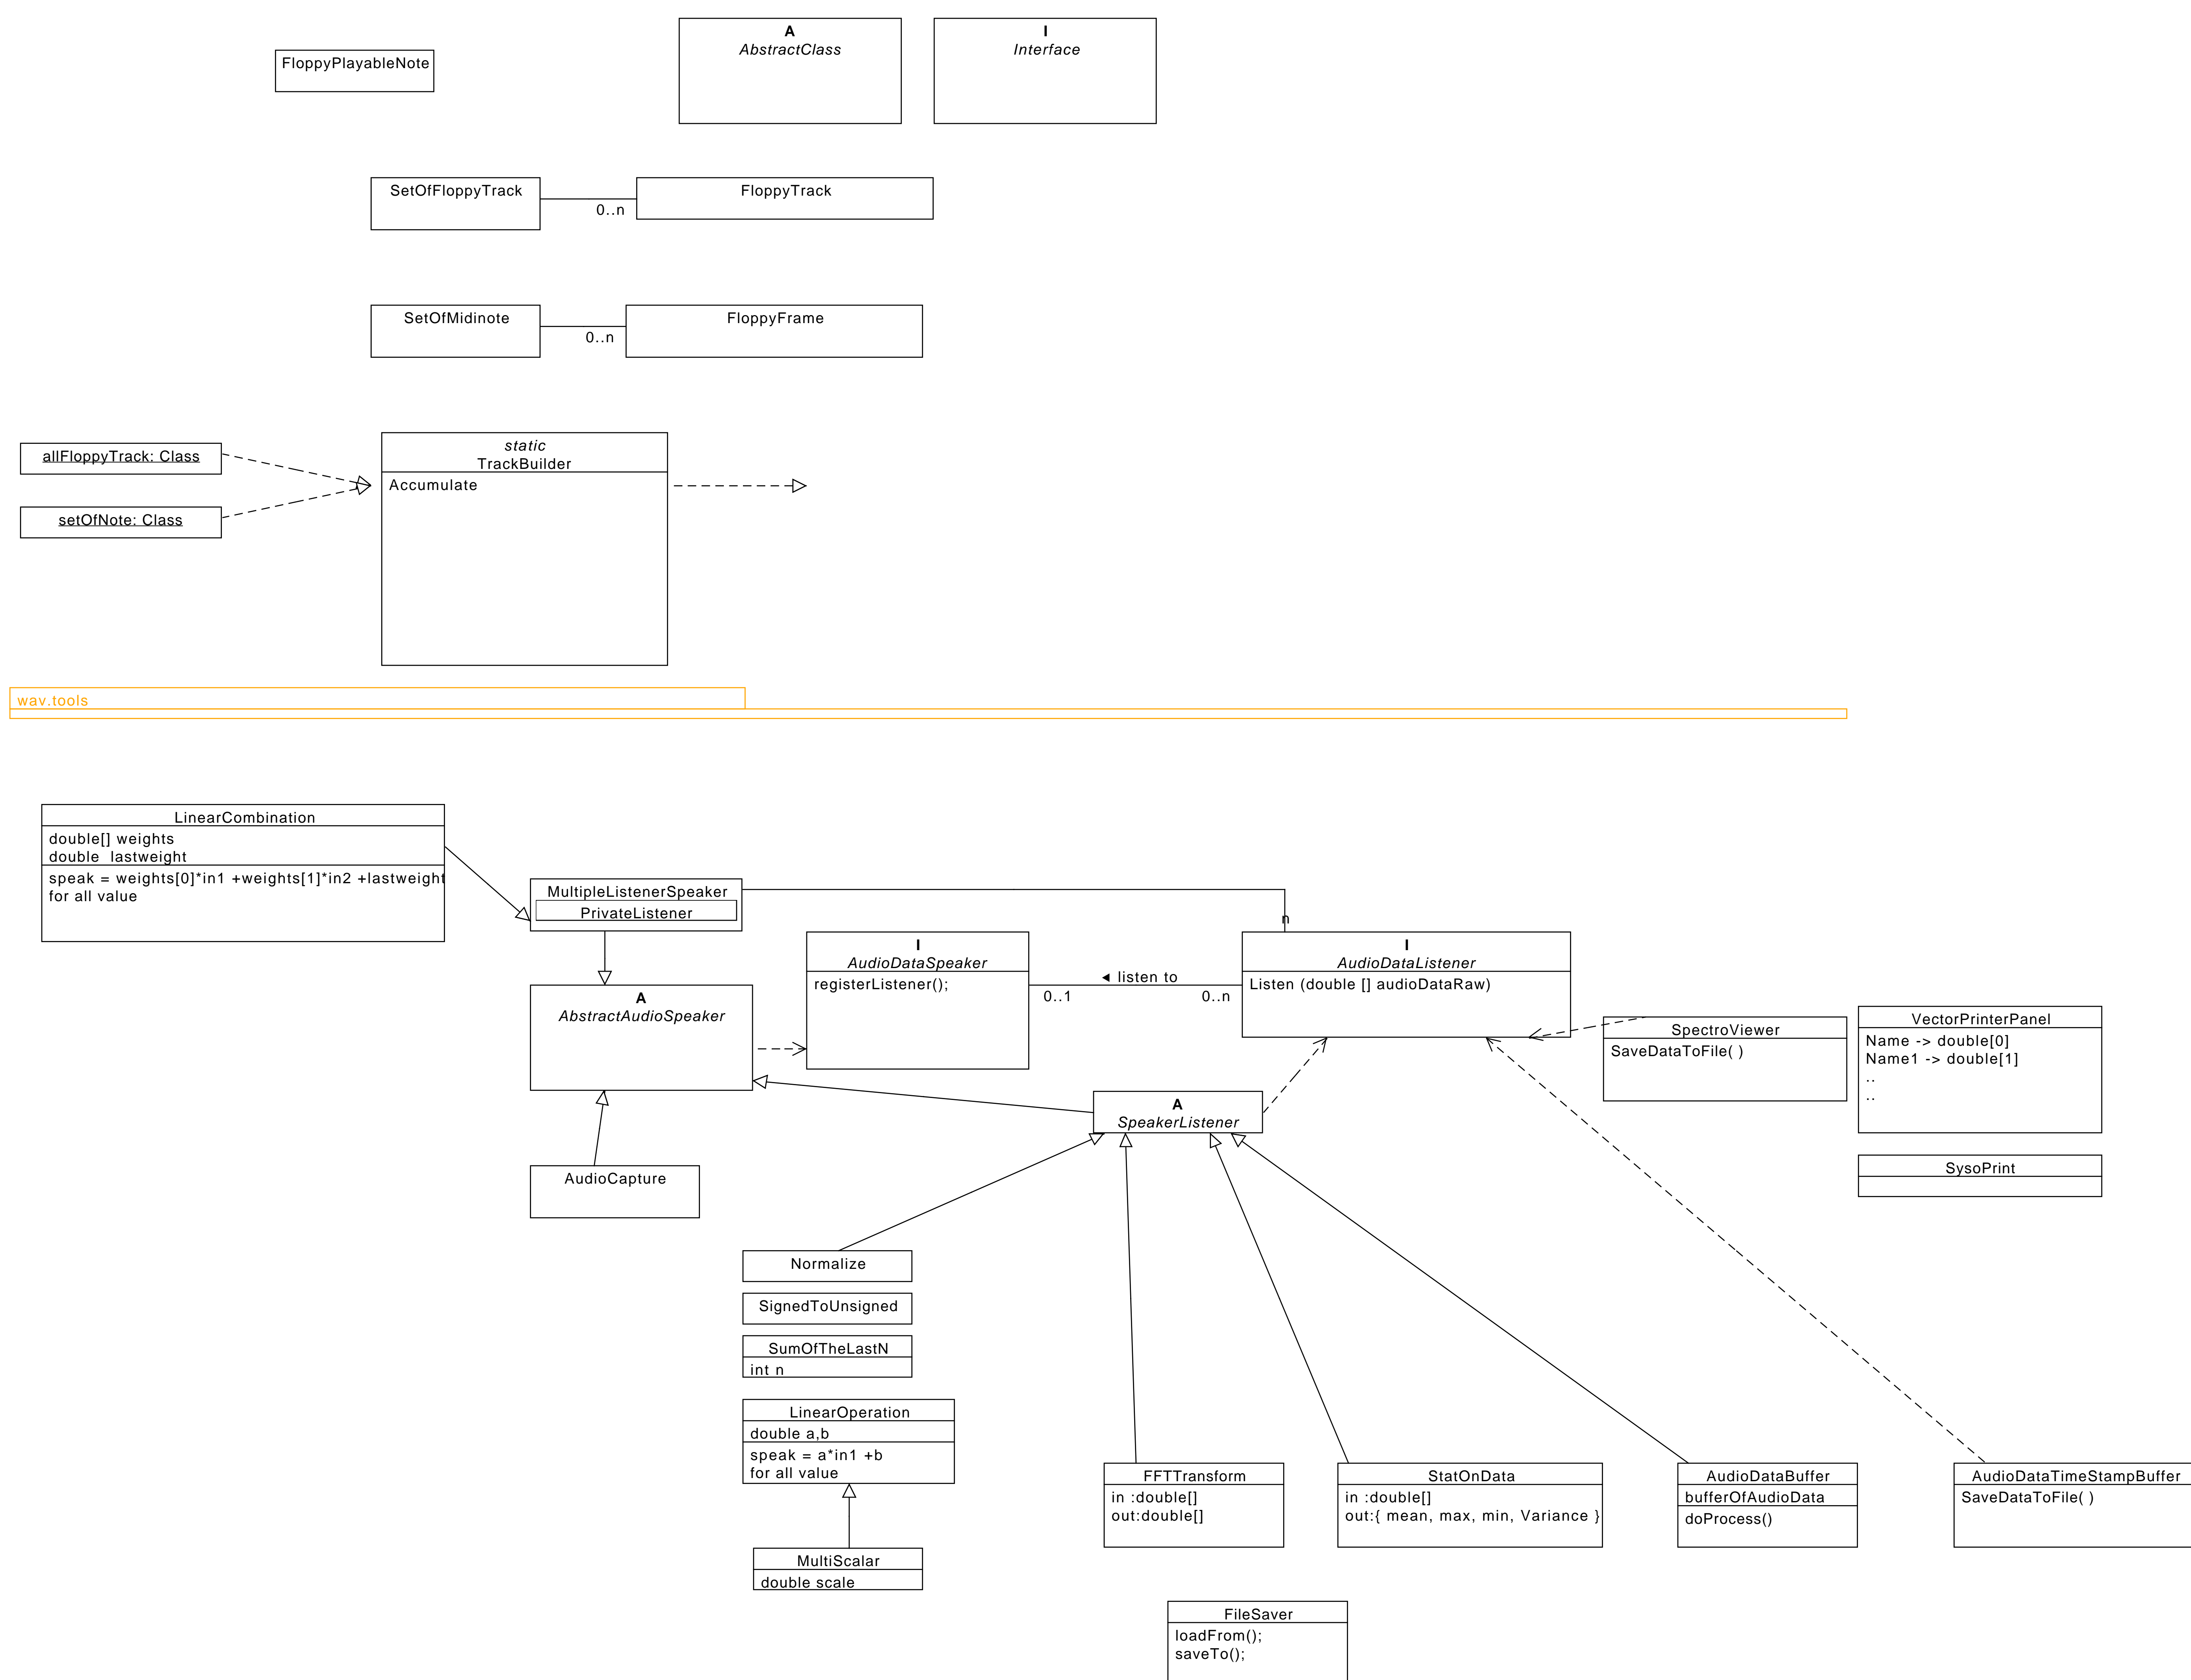 A
AbstractClass
I
Interface
FloppyPlayableNote
SetOfFloppyTrack
0..n
FloppyTrack
SetOfMidinote
0..n
FloppyFrame
allFloppyTrack: Class
setOfNote: Class
static
TrackBuilder
Accumulate
wav.tools
LinearCombination
double[] weights
double  lastweight
speak = weights[0]*in1 +weights[1]*in2 +lastweight
for all value
MultipleListenerSpeaker
PrivateListener
n
I
AudioDataSpeaker
registerListener();
◄ listen to
0..1
0..n
I
AudioDataListener
Listen (double [] audioDataRaw)
A
AbstractAudioSpeaker
SpectroViewer
SaveDataToFile( )
VectorPrinterPanel
Name -> double[0]
Name1 -> double[1]
..
..
A
SpeakerListener
AudioCapture
SysoPrint
Normalize
SignedToUnsigned
SumOfTheLastN
int n
LinearOperation
double a,b
speak = a*in1 +b
for all value
MultiScalar
double scale
FFTTransform
in :double[]
out:double[]
StatOnData
in :double[]
out:{ mean, max, min, Variance }
AudioDataBuffer
bufferOfAudioData
doProcess()
AudioDataTimeStampBuffer
SaveDataToFile( )
FileSaver
loadFrom();
saveTo();